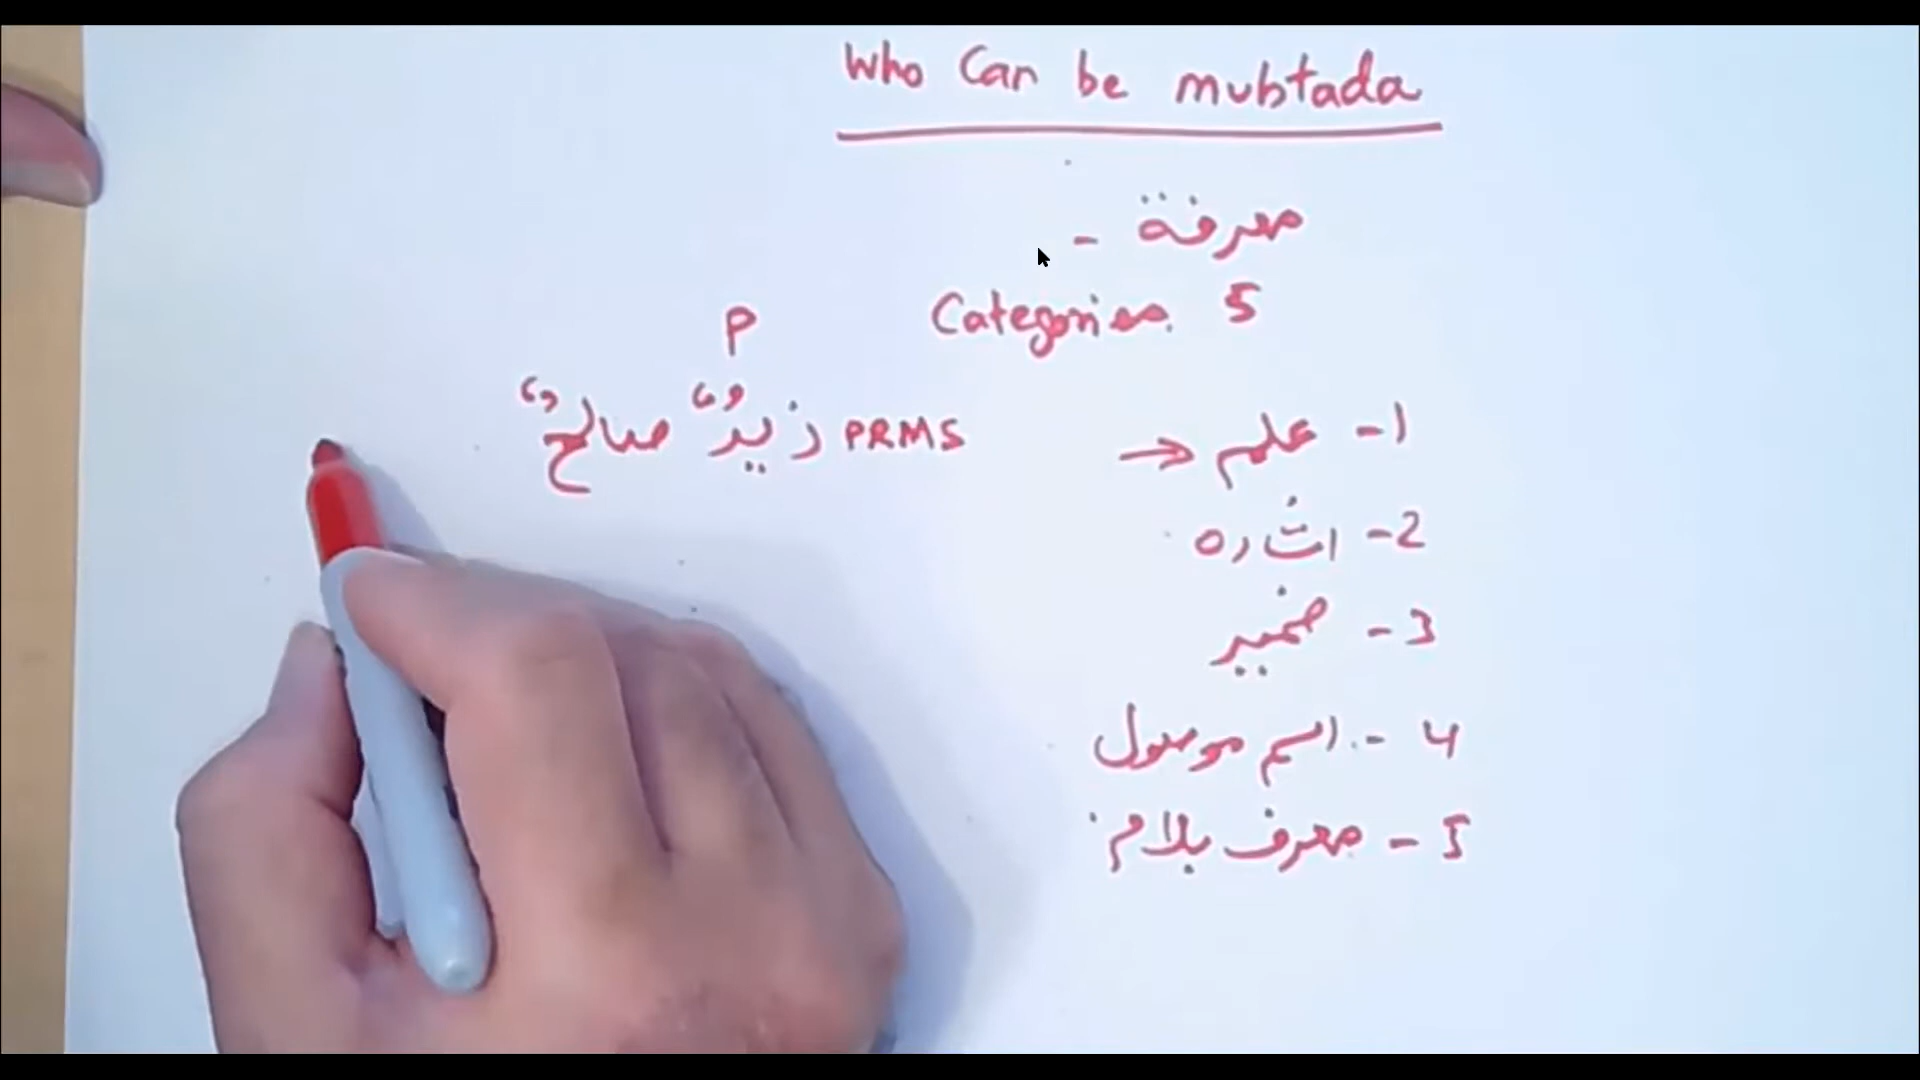 Who Can be mubtada
معرفة -
Categories 5
P
زيدٌ صالحٌ
PRMS
1- علم →
2- اشاره
3- ضمير
4- اسم موصول
5- معرف بلام